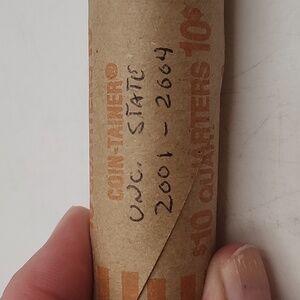 COIN-TAINER®
UNC. STATE
2001 - 2004
$10 QUARTERS 10¢